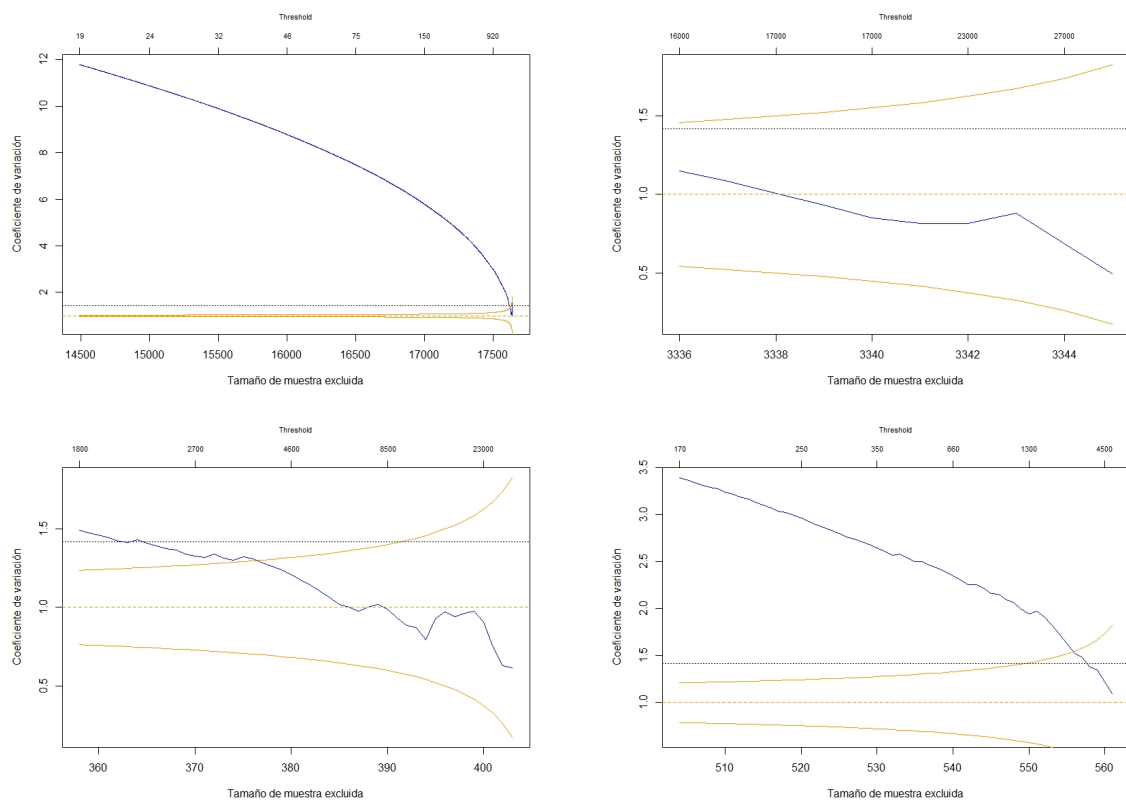 Threshold
19 24 32 46 75 150 920
Coeficiente de variación
12
10
8
6
4
2
14500 15000 15500 16000 16500 17000 17500
Tamaño de muestra excluida
Threshold
16000 17000 17000 23000 27000
Coeficiente de variación
1.5
1.0
0.5
3336 3338 3340 3342 3344
Tamaño de muestra excluida
Threshold
1800 2700 4600 8500 23000
Coeficiente de variación
1.5
1.0
0.5
360 370 380 390 400
Tamaño de muestra excluida
Threshold
170 250 350 660 1300 4500
Coeficiente de variación
3.5
3.0
2.5
2.0
1.5
1.0
510 520 530 540 550 560
Tamaño de muestra excluida